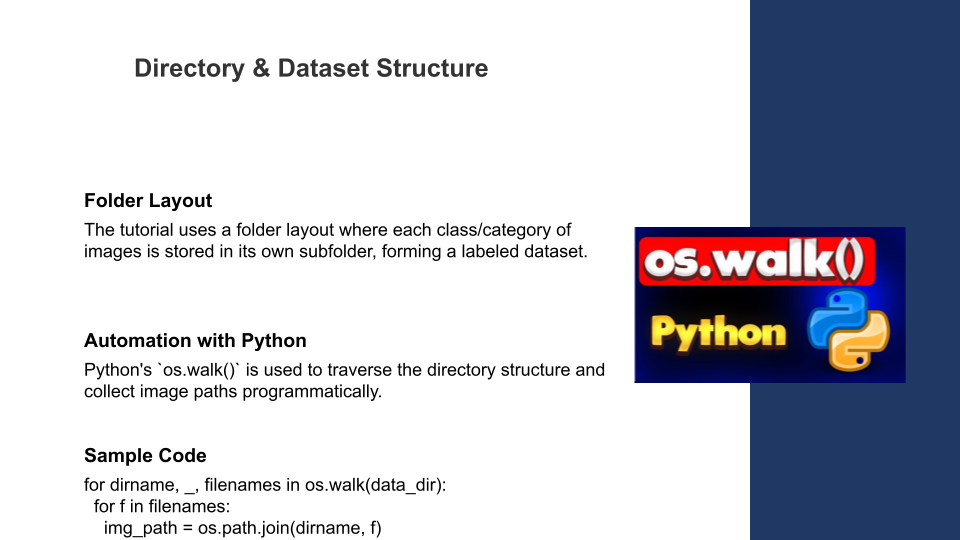 Directory & Dataset Structure
Folder Layout
The tutorial uses a folder layout where each class/category of
images is stored in its own subfolder, forming a labeled dataset.
os.walk()
Python
Automation with Python
Python's `os.walk()` is used to traverse the directory structure and
collect image paths programmatically.
Sample Code
for dirname, _, filenames in os.walk(data_dir):
  for f in filenames:
    img_path = os.path.join(dirname, f)